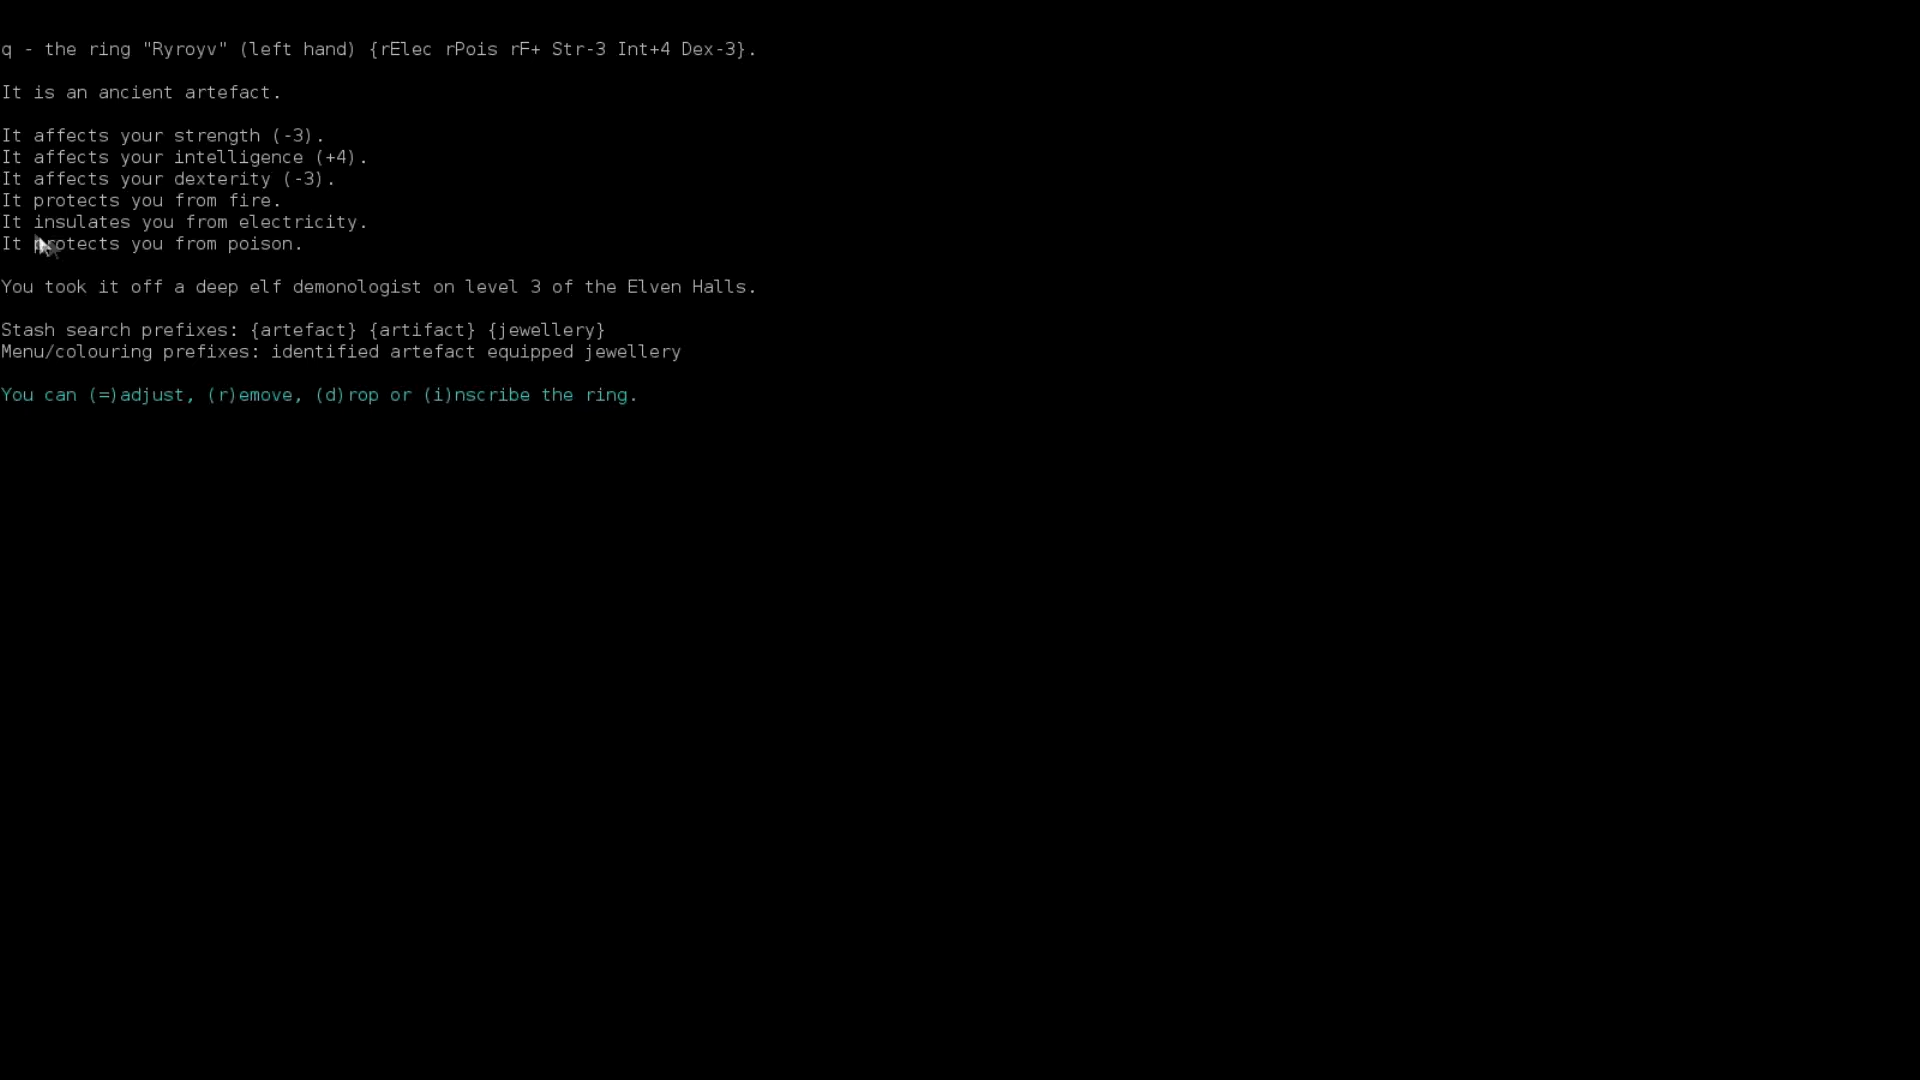 q - the ring "Ryroyv" (left hand) {rElec rPois rF+ Str-3 Int+4 Dex-3}.
It is an ancient artefact.
It affects your strength (-3).
It affects your intelligence (+4).
It affects your dexterity (-3).
It protects you from fire.
It insulates you from electricity.
It protects you from poison.
You took it off a deep elf demonologist on level 3 of the Elven Halls.
Stash search prefixes: {artefact} {artifact} {jewellery}
Menu/colouring prefixes: identified artefact equipped jewellery
You can (=)adjust, (r)emove, (d)rop or (i)nscribe the ring.